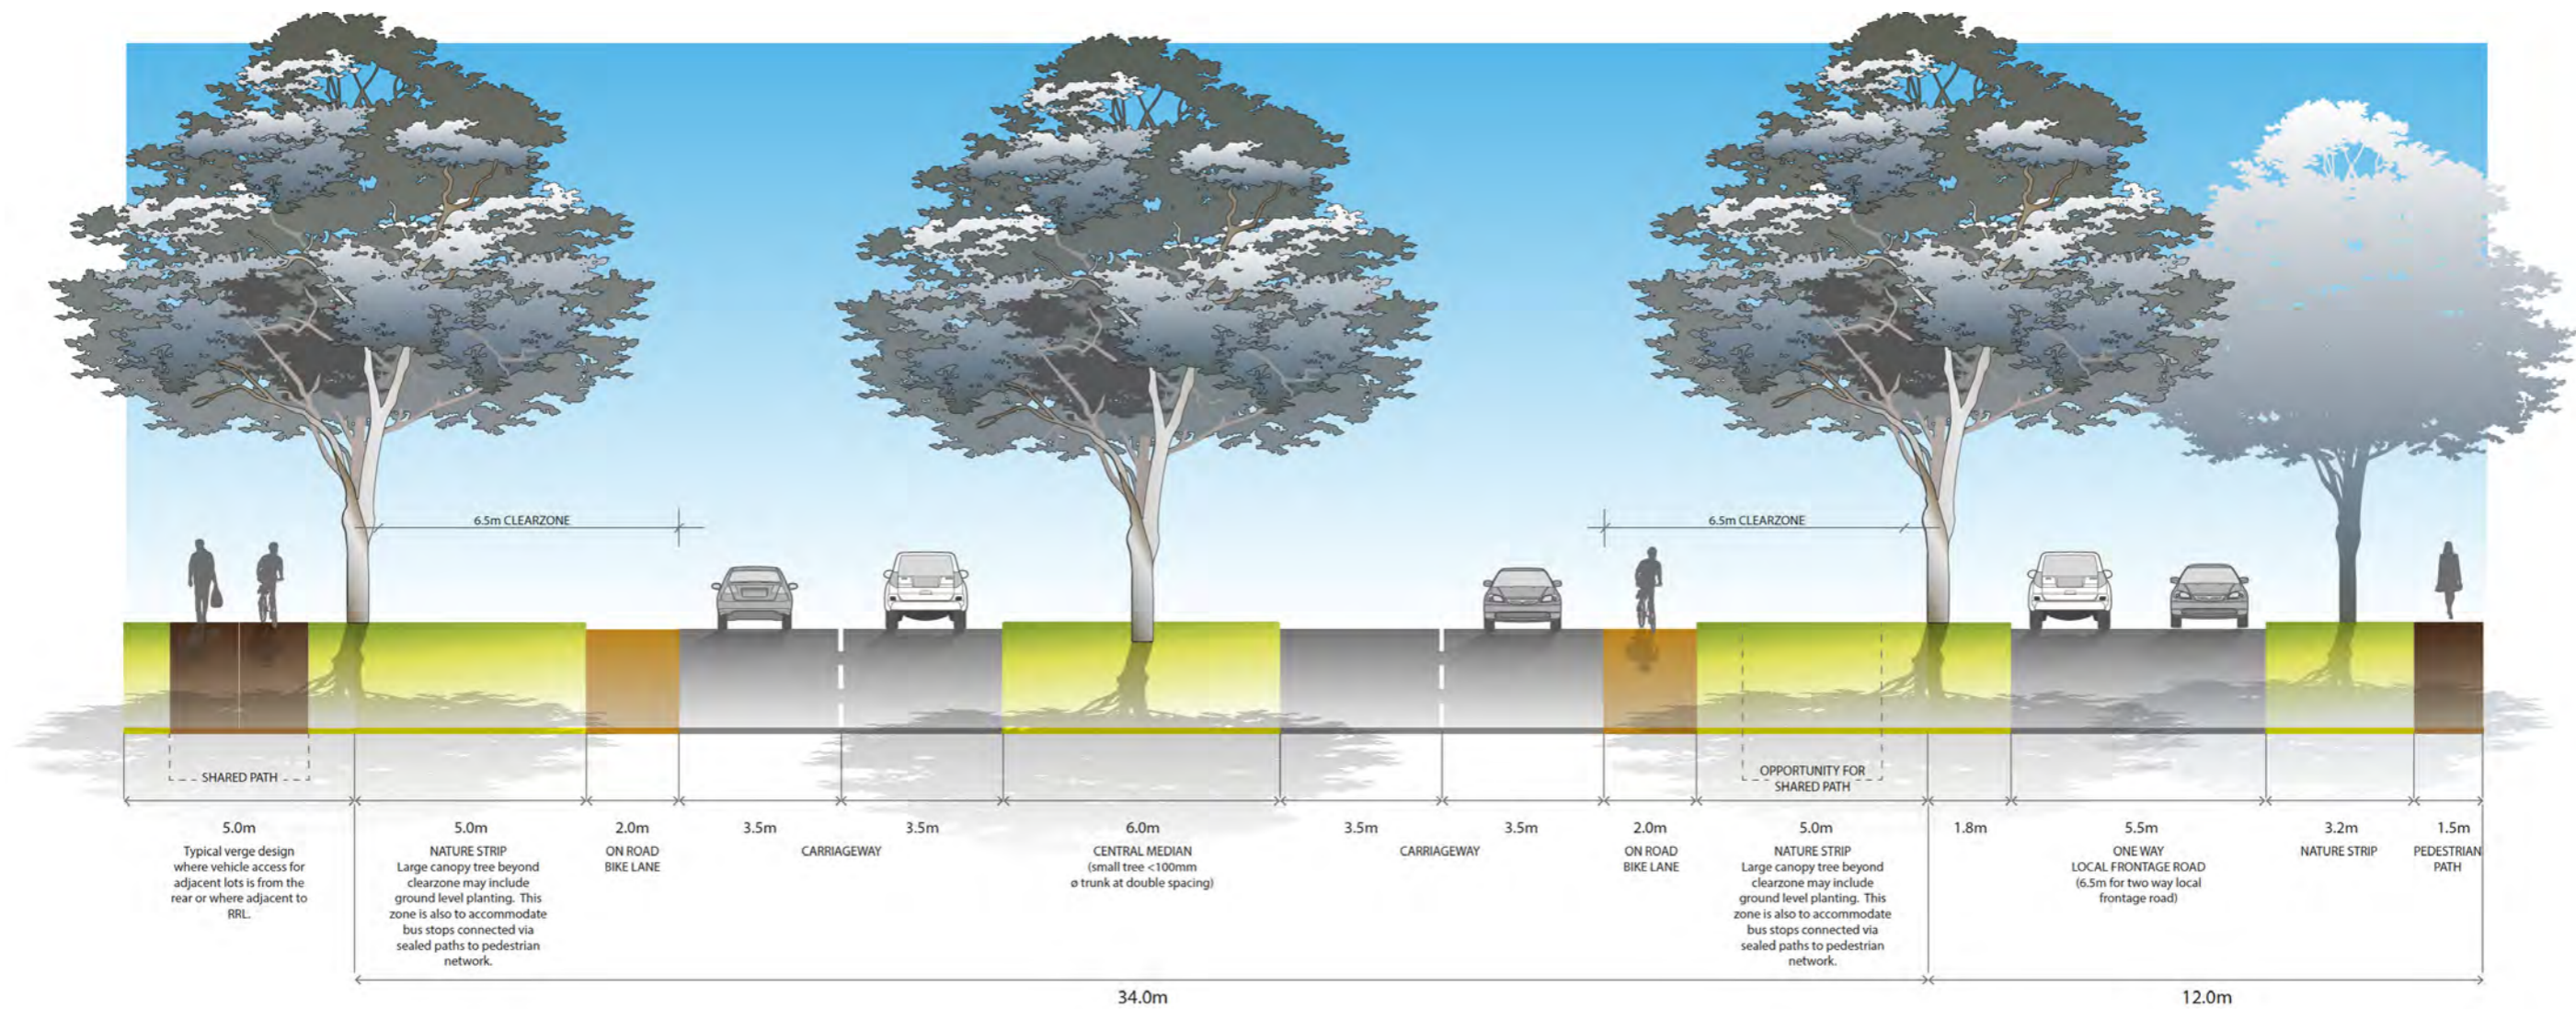 6.5m CLEARZONE
6.5m CLEARZONE
SHARED PATH
OPPORTUNITY FOR
SHARED PATH
5.0m
Typical verge design
where vehicle access for
adjacent lots is from the
rear or where adjacent to
RRL.
5.0m
NATURE STRIP
Large canopy tree beyond
clearzone may include
ground level planting. This
zone is also to accommodate
bus stops connected via
sealed paths to pedestrian
network.
2.0m
ON ROAD
BIKE LANE
3.5m
3.5m
CARRIAGEWAY
6.0m
CENTRAL MEDIAN
(small tree <100mm
ø trunk at double spacing)
3.5m
3.5m
CARRIAGEWAY
2.0m
ON ROAD
BIKE LANE
5.0m
NATURE STRIP
Large canopy tree beyond
clearzone may include
ground level planting. This
zone is also to accommodate
bus stops connected via
sealed paths to pedestrian
network.
1.8m
5.5m
ONE WAY
LOCAL FRONTAGE ROAD
(6.5m for two way local
frontage road)
3.2m
NATURE STRIP
1.5m
PEDESTRIAN
PATH
34.0m
12.0m